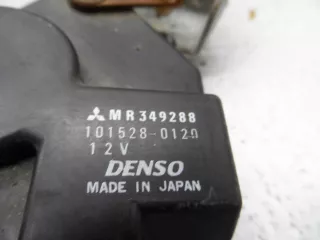 MR349288
101528-0120
12V
DENSO
MADE IN JAPAN